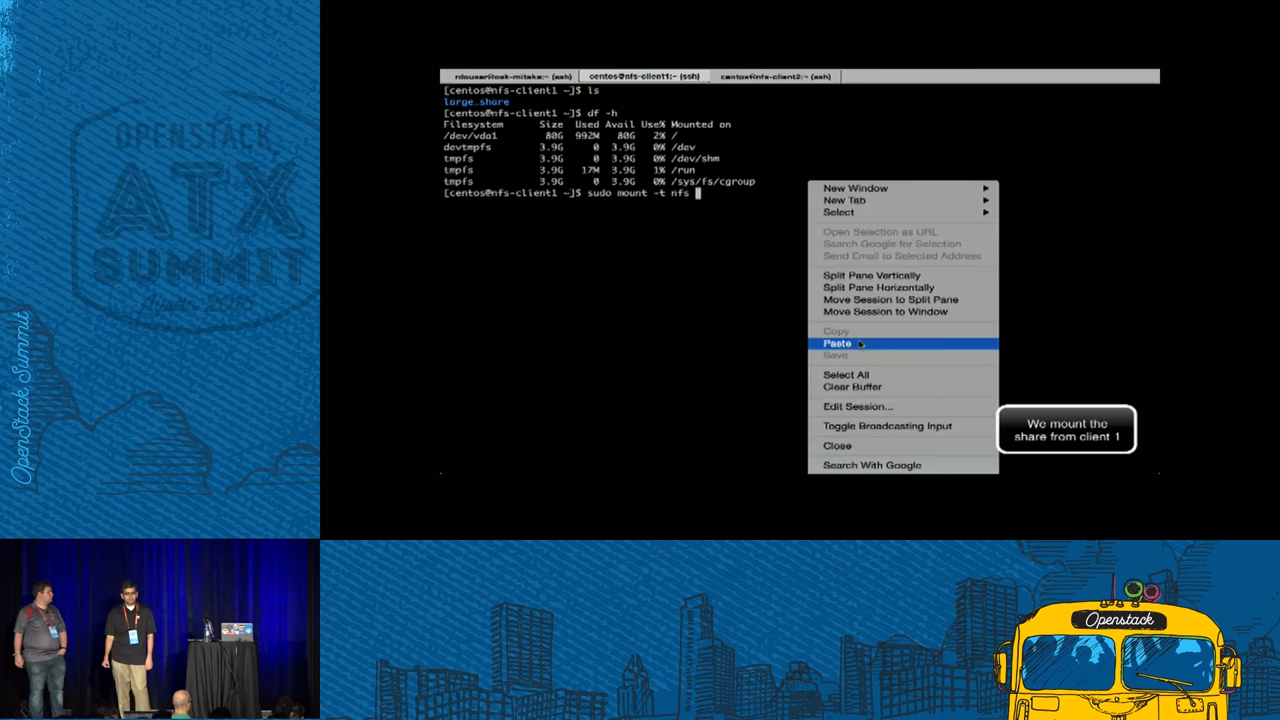 OPENSTACK
ATX
SUMMIT
OpenStack Summit
rdouser@osk-mitaka:~ (ssh)
centos@nfs-client1:~ (ssh)
centos@nfs-client2:~ (ssh)
[centos@nfs-client1 ~]$ ls
large_share
[centos@nfs-client1 ~]$ df -h
Filesystem Size Used Avail Use% Mounted on
/dev/vda1 80G 992M 80G 2% /
devtmpfs 3.9G 0 3.9G 0% /dev
tmpfs 3.9G 0 3.9G 0% /dev/shm
tmpfs 3.9G 17M 3.9G 1% /run
tmpfs 3.9G 0 3.9G 0% /sys/fs/cgroup
[centos@nfs-client1 ~]$ sudo mount -t nfs
New Window
New Tab
Select
Open Selection as URL
Search Google for Selection
Send Email to Selected Address
Split Pane Vertically
Split Pane Horizontally
Move Session to Split Pane
Move Session to Window
Copy
Paste
Save
Select All
Clear Buffer
Edit Session...
Toggle Broadcasting Input
Close
Search With Google
We mount the
share from client 1
Openstack